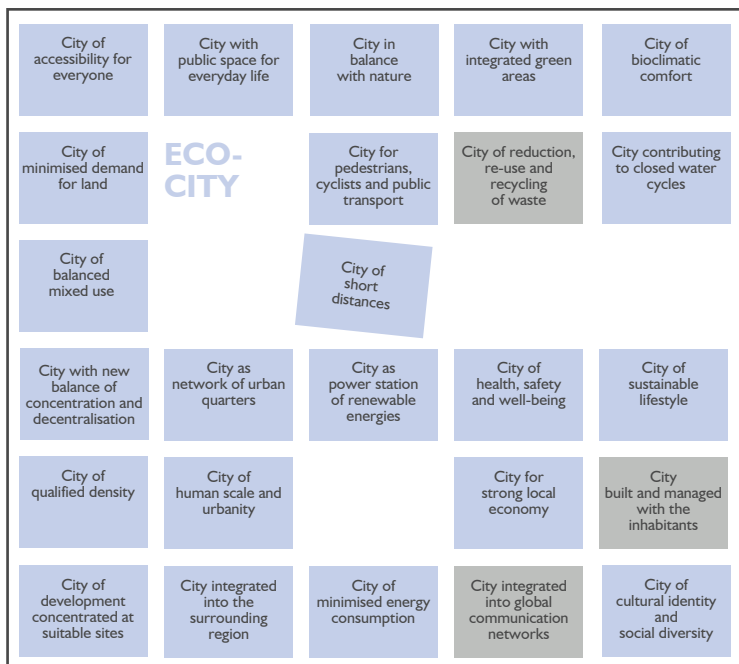 City of
accessibility for
everyone
City with
public space for
everyday life
City in
balance
with nature
City with
integrated green
areas
City of
bioclimatic
comfort
City of
minimised demand
for land
ECO-
CITY
City for
pedestrians,
cyclists and public
transport
City of reduction,
re-use and
recycling
of waste
City contributing
to closed water
cycles
City of
balanced
mixed use
City of
short
distances
City with new
balance of
concentration and
decentralisation
City as
network of urban
quarters
City as
power station
of renewable
energies
City of
health, safety
and well-being
City of
sustainable
lifestyle
City of
qualified density
City of
human scale and
urbanity
City for
strong local
economy
City
built and managed
with the
inhabitants
City of
development
concentrated at
suitable sites
City integrated
into the
surrounding
region
City of
minimised energy
consumption
City integrated
into global
communication
networks
City of
cultural identity
and
social diversity